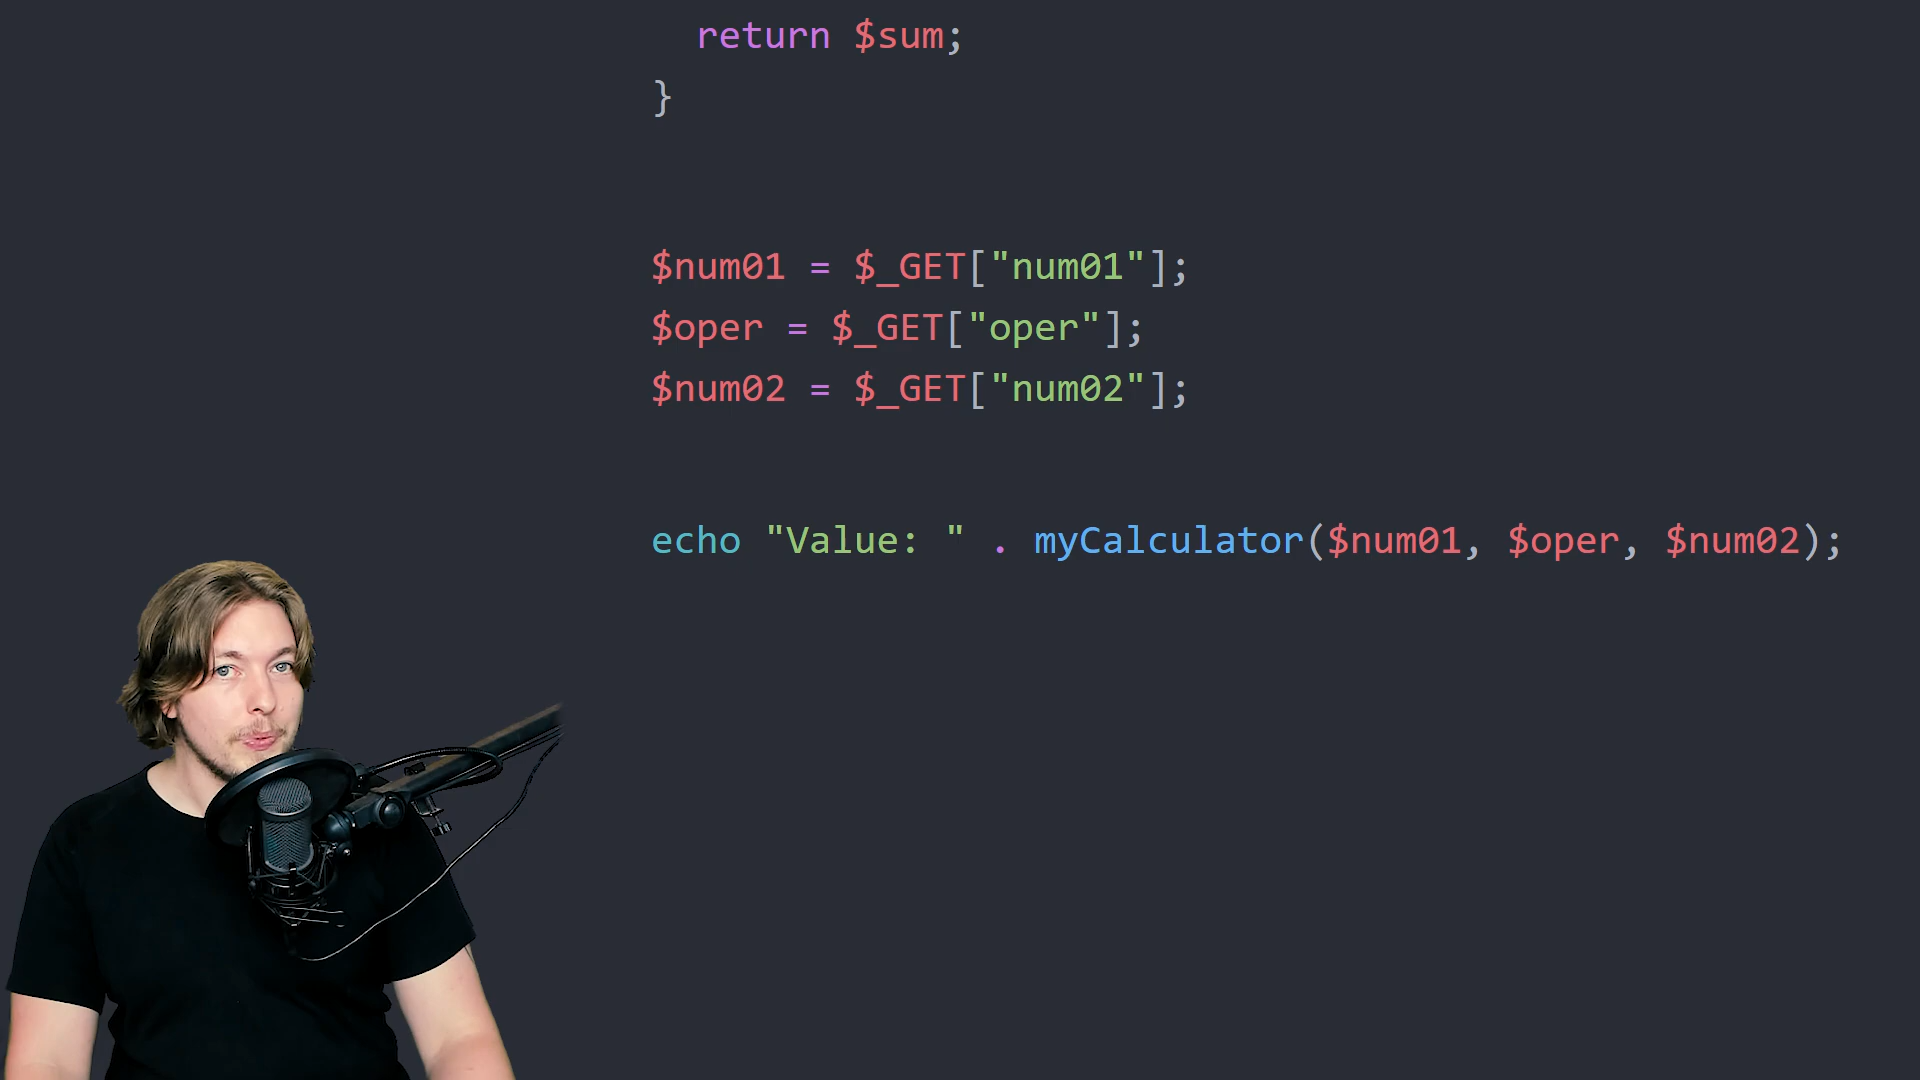 return $sum;
}
$num01 = $_GET["num01"];
$oper = $_GET["oper"];
$num02 = $_GET["num02"];
echo "Value: " . myCalculator($num01, $oper, $num02);